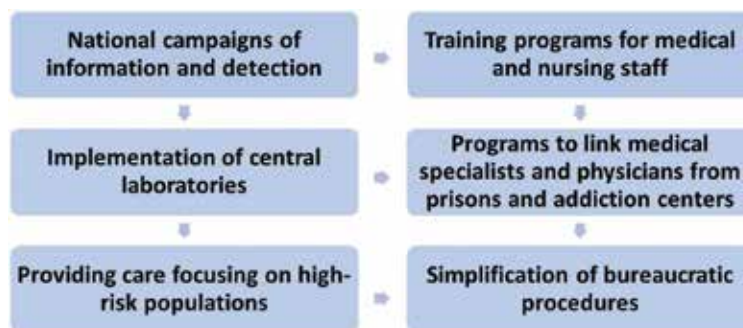 National campaigns of
information and detection
Training programs for medical
and nursing staff
Implementation of central
laboratories
Programs to link medical
specialists and physicians from
prisons and addiction centers
Providing care focusing on high-
risk populations
Simplification of bureaucratic
procedures